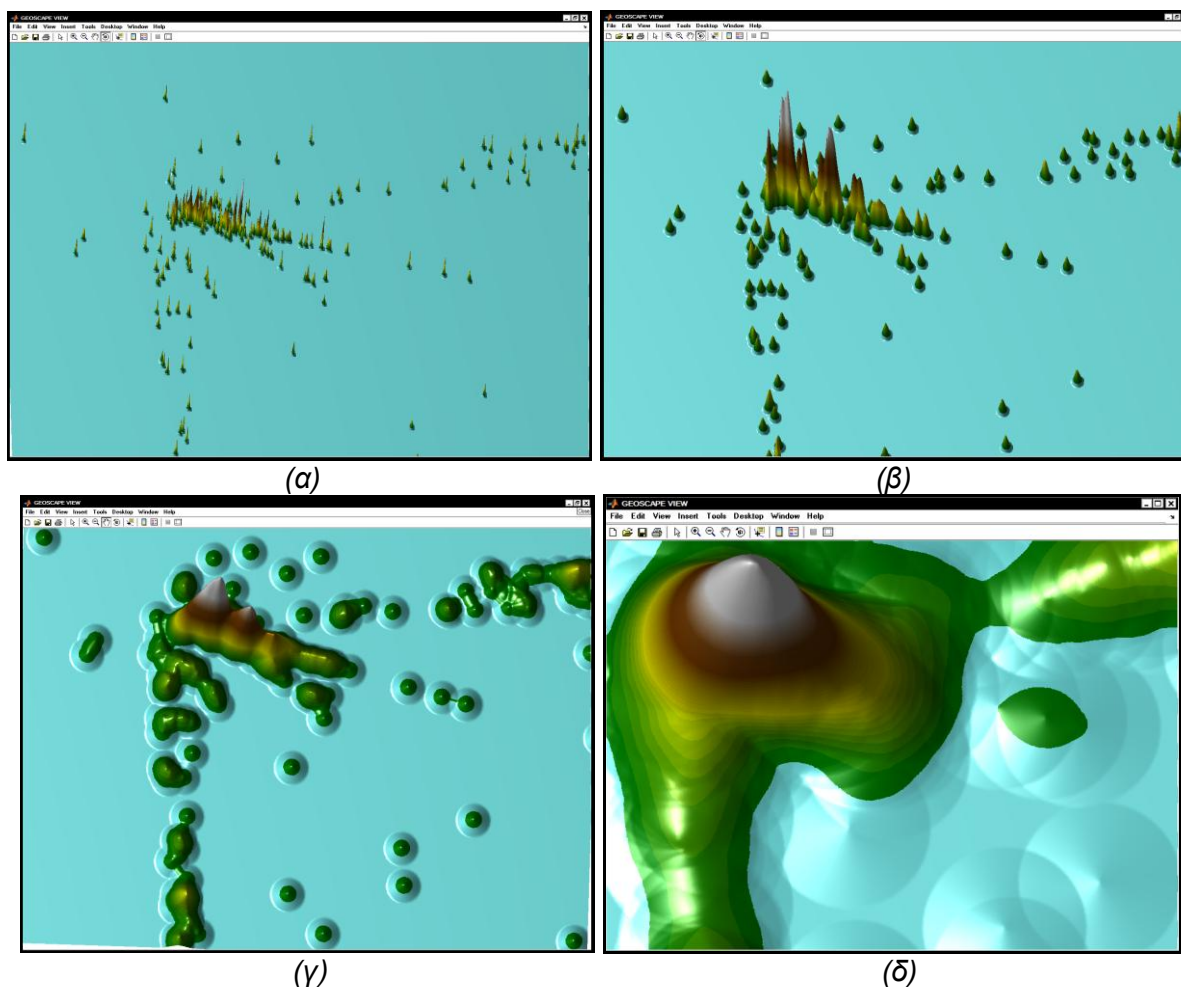 GEOSCAPE VIEW
File Edit View Insert Tools Desktop Window Help
GEOSCAPE VIEW
File Edit View Insert Tools Desktop Window Help
(α)
(β)
GEOSCAPE VIEW
File Edit View Insert Tools Desktop Window Help
Close
GEOSCAPE VIEW
File Edit View Insert Tools Desktop Window Help
(γ)
(δ)